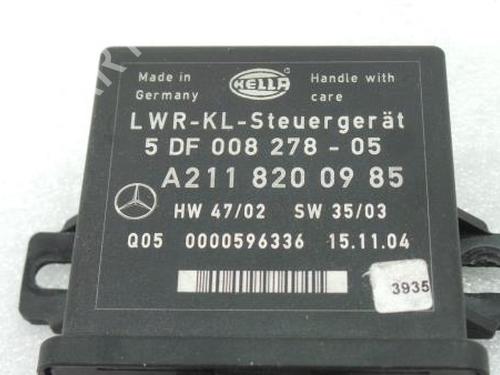 Made in
Germany
HELLA
®
Handle with
care
LWR-KL-Steuergerät
5 DF 008 278 - 05
A211 820 09 85
HW 47/02 SW 35/03
Q05 0000596336 15.11.04
3935